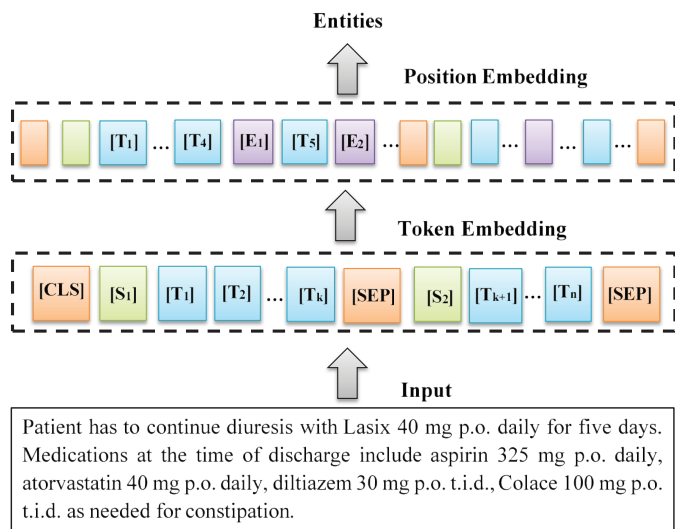 Entities
Position Embedding
[T₁] ... [T₄] [E₁] [T₅] [E₂] ... ... ... ...
Token Embedding
[CLS] [S₁] [T₁] [T₂] ... [Tₖ] [SEP] [S₂] [Tₖ₊₁] ... [Tₙ] [SEP]
Input
Patient has to continue diuresis with Lasix 40 mg p.o. daily for five days.
Medications at the time of discharge include aspirin 325 mg p.o. daily,
atorvastatin 40 mg p.o. daily, diltiazem 30 mg p.o. t.i.d., Colace 100 mg p.o.
t.i.d. as needed for constipation.